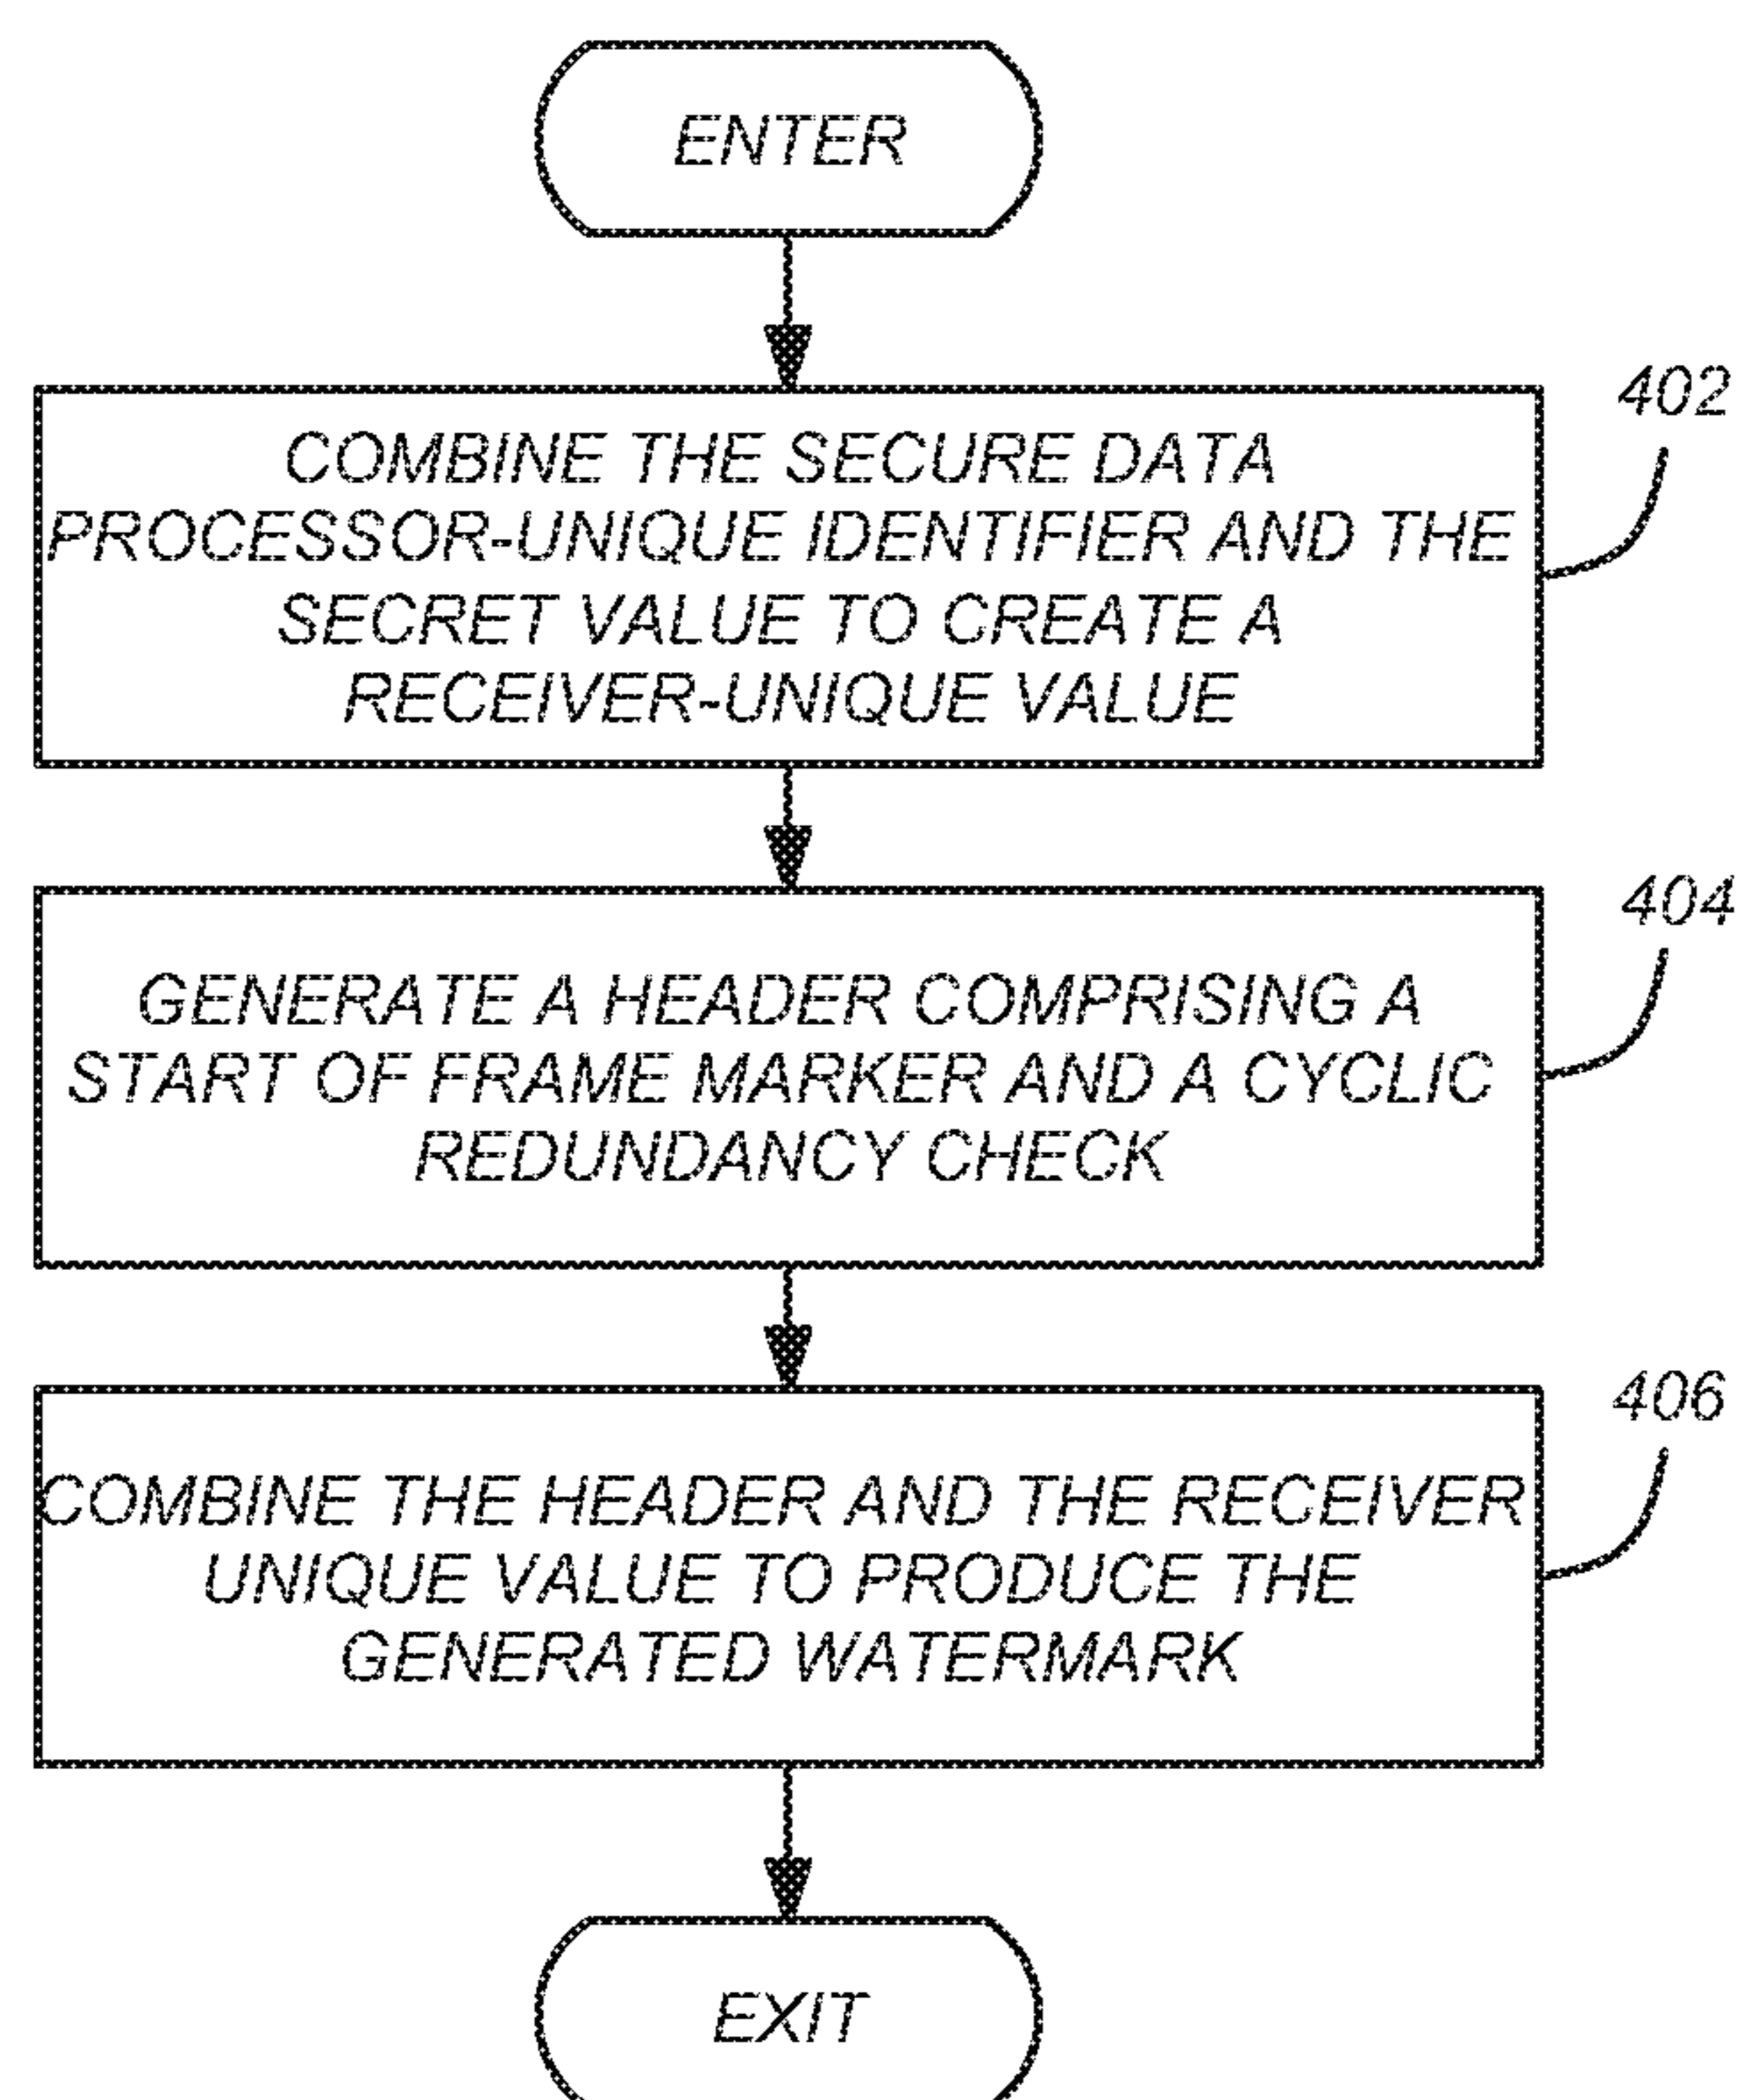 ENTER
402
COMBINE THE SECURE DATA
PROCESSOR-UNIQUE IDENTIFIER AND THE
SECRET VALUE TO CREATE A
RECEIVER-UNIQUE VALUE
404
GENERATE A HEADER COMPRISING A
START OF FRAME MARKER AND A CYCLIC
REDUNDANCY CHECK
406
COMBINE THE HEADER AND THE RECEIVER
UNIQUE VALUE TO PRODUCE THE
GENERATED WATERMARK
EXIT